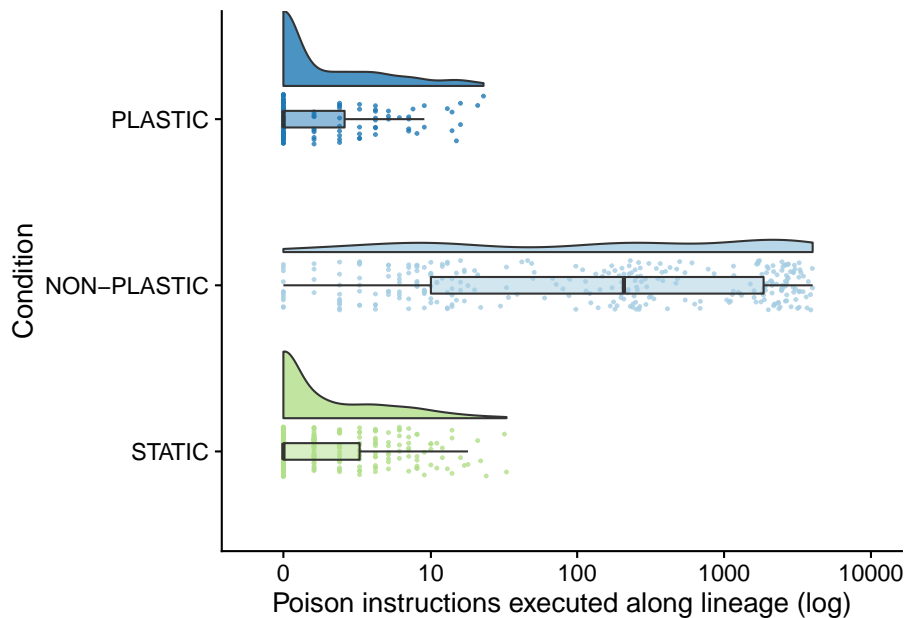 PLASTIC
NON−PLASTIC
STATIC
Condition
0 10 100 1000 10000
Poison instructions executed along lineage (log)